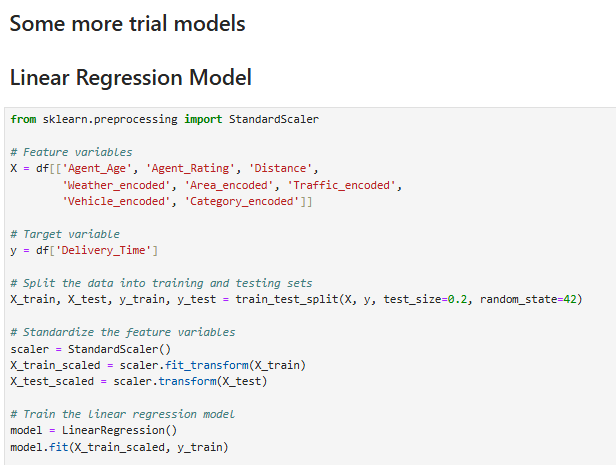 Some more trial models
Linear Regression Model
from sklearn.preprocessing import StandardScaler
# Feature variables
X = df[['Agent_Age', 'Agent_Rating', 'Distance',
'Weather_encoded', 'Area_encoded', 'Traffic_encoded',
'Vehicle_encoded', 'Category_encoded']]
# Target variable
y = df['Delivery_Time']
# Split the data into training and testing sets
X_train, X_test, y_train, y_test = train_test_split(X, y, test_size=0.2, random_state=42)
# Standardize the feature variables
scaler = StandardScaler()
X_train_scaled = scaler.fit_transform(X_train)
X_test_scaled = scaler.transform(X_test)
# Train the linear regression model
model = LinearRegression()
model.fit(X_train_scaled, y_train)